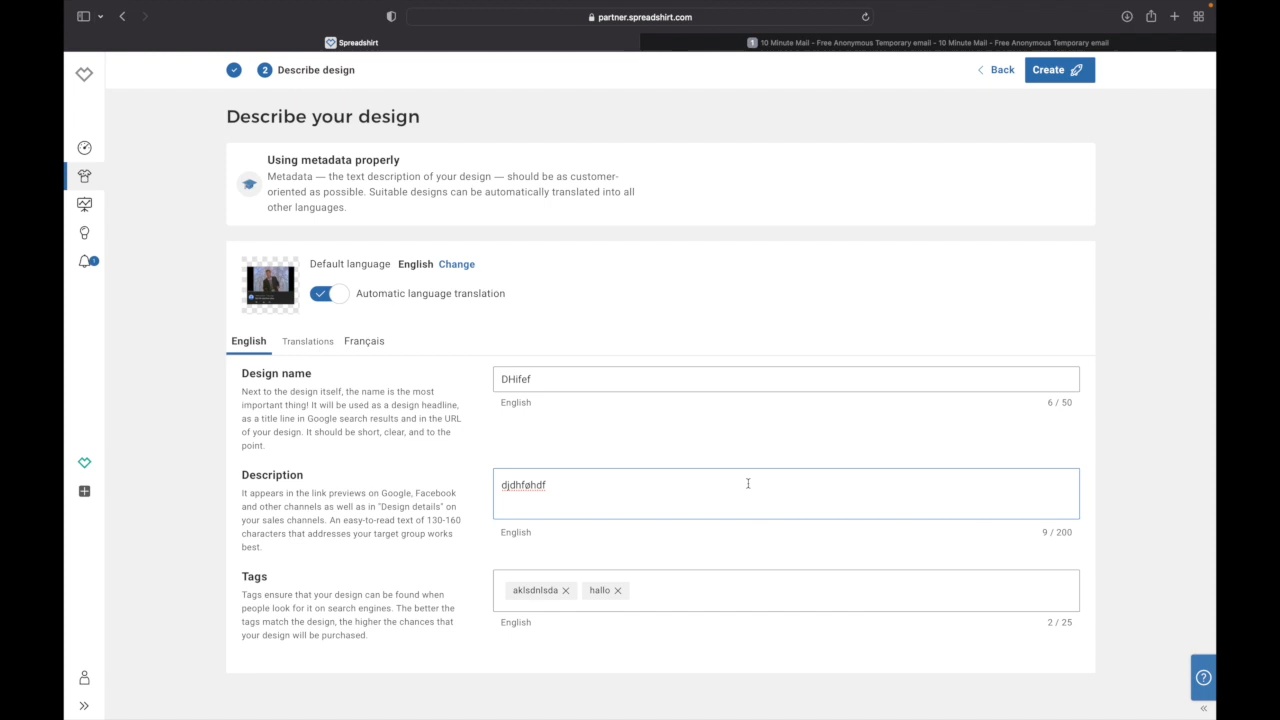 partner.spreadshirt.com
Spreadshirt
1 10 Minute Mail - Free Anonymous Temporary email - 10 Minute Mail - Free Anonymous Temporary email
2 Describe design
Back
Create
Describe your design
Using metadata properly
Metadata — the text description of your design — should be as customer-
oriented as possible. Suitable designs can be automatically translated into all
other languages.
Default language English Change
Automatic language translation
English Translations Français
Design name
Next to the design itself, the name is the most
important thing! It will be used as a design headline,
as a title line in Google search results and in the URL
of your design. It should be short, clear, and to the
point.
DHifef
English 6 / 50
Description
It appears in the link previews on Google, Facebook
and other channels as well as in "Design details" on
your sales channels. An easy-to-read text of 130-160
characters that addresses your target group works
best.
djdhføhdf
English 9 / 200
Tags
Tags ensure that your design can be found when
people look for it on search engines. The better the
tags match the design, the higher the chances that
your design will be purchased.
aklsdnlsda hallo
English 2 / 25